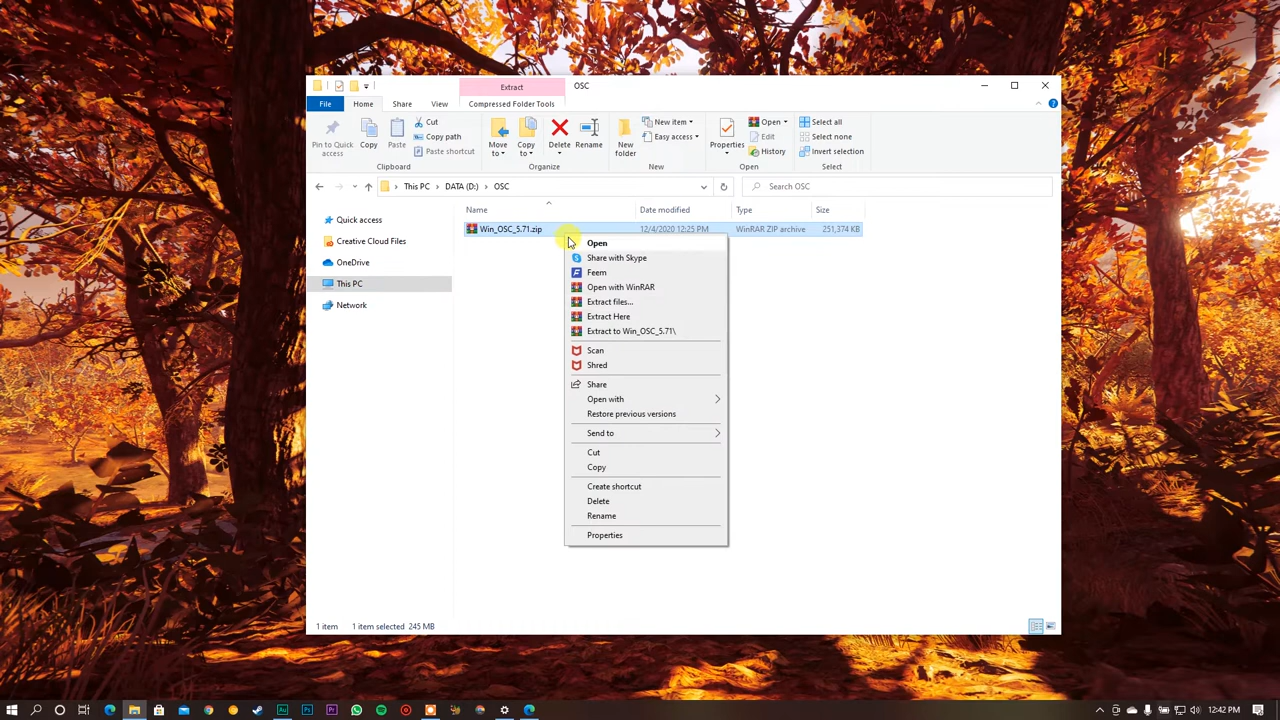 Extract
OSC
File
Home
Share
View
Compressed Folder Tools
Pin to Quick access
Copy
Paste
Cut
Copy path
Paste shortcut
Clipboard
Move to
Copy to
Delete
Rename
Organize
New folder
New item
Easy access
New
Properties
Open
Edit
History
Open
Select all
Select none
Invert selection
Select
This PC > DATA (D:) > OSC
Search OSC
Quick access
Creative Cloud Files
OneDrive
This PC
Network
Name
Date modified
Type
Size
Win_OSC_5.71.zip
12/4/2020 12:25 PM
WinRAR ZIP archive
251,374 KB
Open
Share with Skype
Feem
Open with WinRAR
Extract files...
Extract Here
Extract to Win_OSC_5.71\
Scan
Shred
Share
Open with
Restore previous versions
Send to
Cut
Copy
Create shortcut
Delete
Rename
Properties
1 item
1 item selected 245 MB
Au
Ps
Pr
12:42 PM